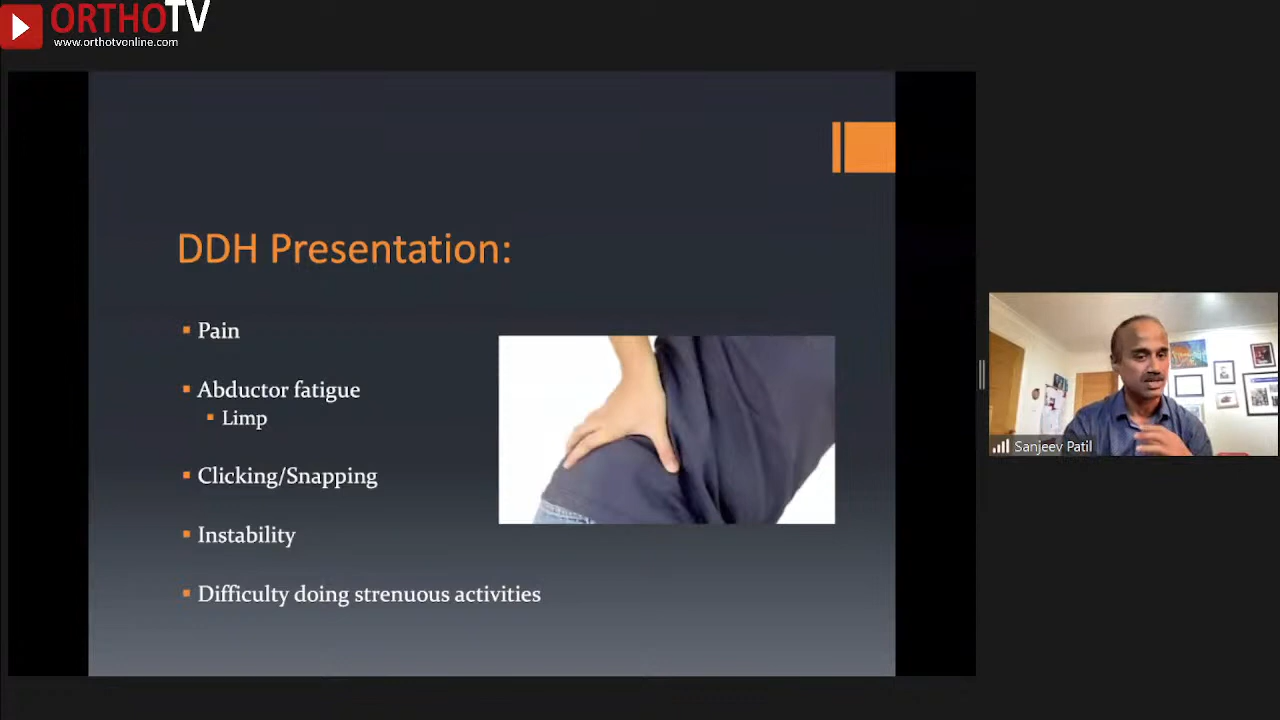 ORTHOTV
www.orthotvonline.com
DDH Presentation:
Pain
Abductor fatigue
Limp
Clicking/Snapping
Instability
Difficulty doing strenuous activities
Sanjeev Patil